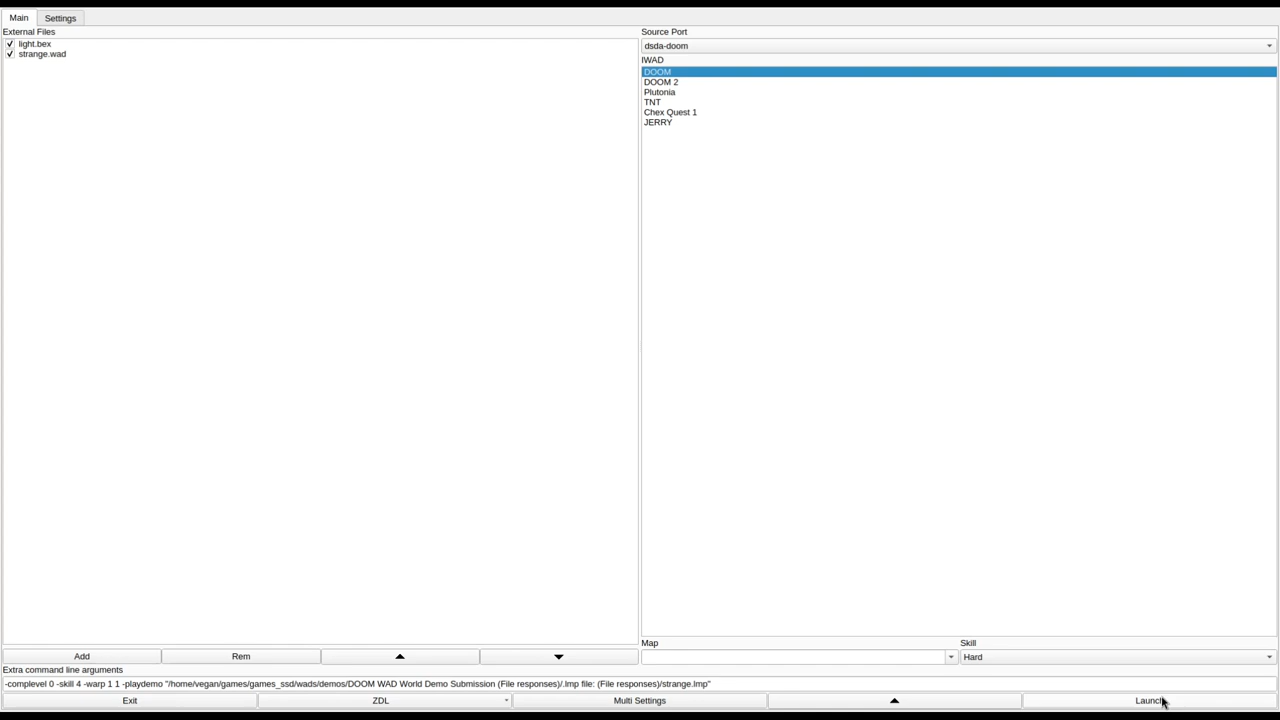 Main Settings
External Files
light.bex
strange.wad
Source Port
dsda-doom
IWAD
DOOM
DOOM 2
Plutonia
TNT
Chex Quest 1
JERRY
Map Skill
Hard
Add Rem
Extra command line arguments
-complevel 0 -skill 4 -warp 1 1 -playdemo "/home/vegan/games/games_ssd/wads/demos/DOOM WAD World Demo Submission (File responses)/.lmp file: (File responses)/strange.lmp"
Exit ZDL Multi Settings Launch